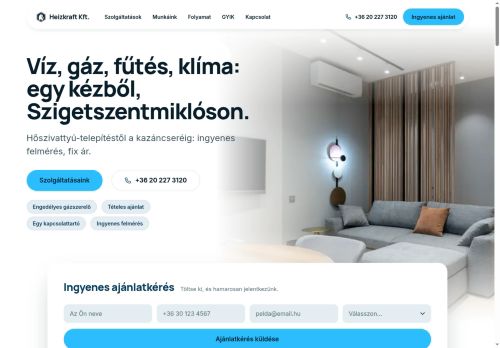 Heizkraft Kft.
Szolgáltatások Munkáink Folyamat GYIK Kapcsolat
+36 20 227 3120
Ingyenes ajánlat
Víz, gáz, fűtés, klíma:
egy kézből,
Szigetszentmiklóson.
Hőszivattyú-telepítéstől a kazáncseréig: ingyenes
felmérés, fix ár.
Szolgáltatásaink
+36 20 227 3120
Engedélyes gázszerelő Tételes ajánlat
Egy kapcsolattartó Ingyenes felmérés
Ingyenes ajánlatkérés Töltse ki, és hamarosan jelentkezünk.
Az Ön neve +36 30 123 4567 pelda@email.hu Válasszon...
Ajánlatkérés küldése